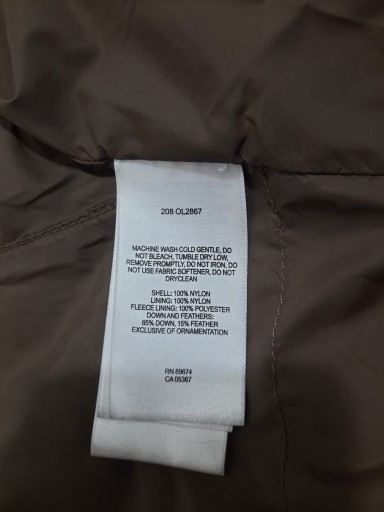 208 OL2867
MACHINE WASH COLD GENTLE, DO
NOT BLEACH, TUMBLE DRY LOW,
REMOVE PROMPTLY, DO NOT IRON, DO
NOT USE FABRIC SOFTENER, DO NOT
DRYCLEAN
SHELL: 100% NYLON
LINING: 100% NYLON
FLEECE LINING: 100% POLYESTER
DOWN AND FEATHERS:
85% DOWN, 15% FEATHER
EXCLUSIVE OF ORNAMENTATION
RN 69674
CA 05367